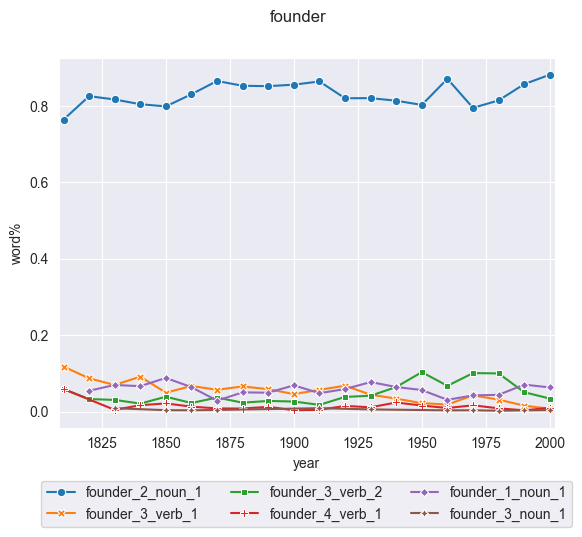 founder
0.8
0.6
0.4
0.2
0.0
word%
1825 1850 1875 1900 1925 1950 1975 2000
year
founder_2_noun_1 founder_3_verb_2 founder_1_noun_1
founder_3_verb_1 founder_4_verb_1 founder_3_noun_1